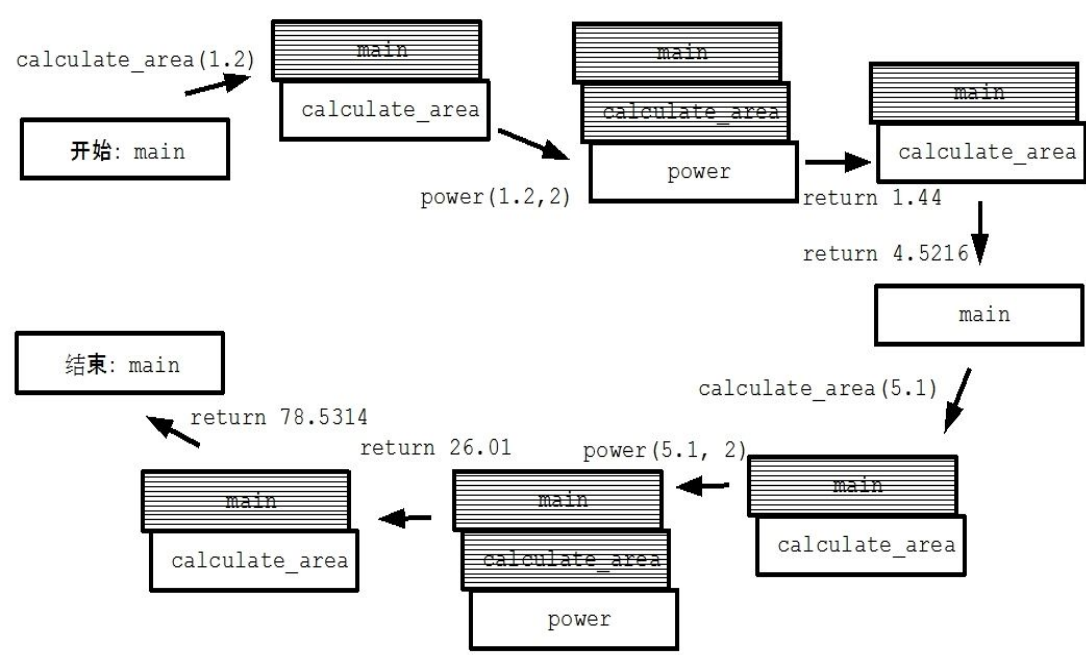 calculate_area(1.2)
开始: main
main
calculate_area
power(1.2,2)
main
calculate_area
power
return 1.44
main
calculate_area
return 4.5216
main
calculate_area(5.1)
main
calculate_area
power(5.1, 2)
main
calculate_area
power
return 26.01
main
calculate_area
return 78.5314
结束: main